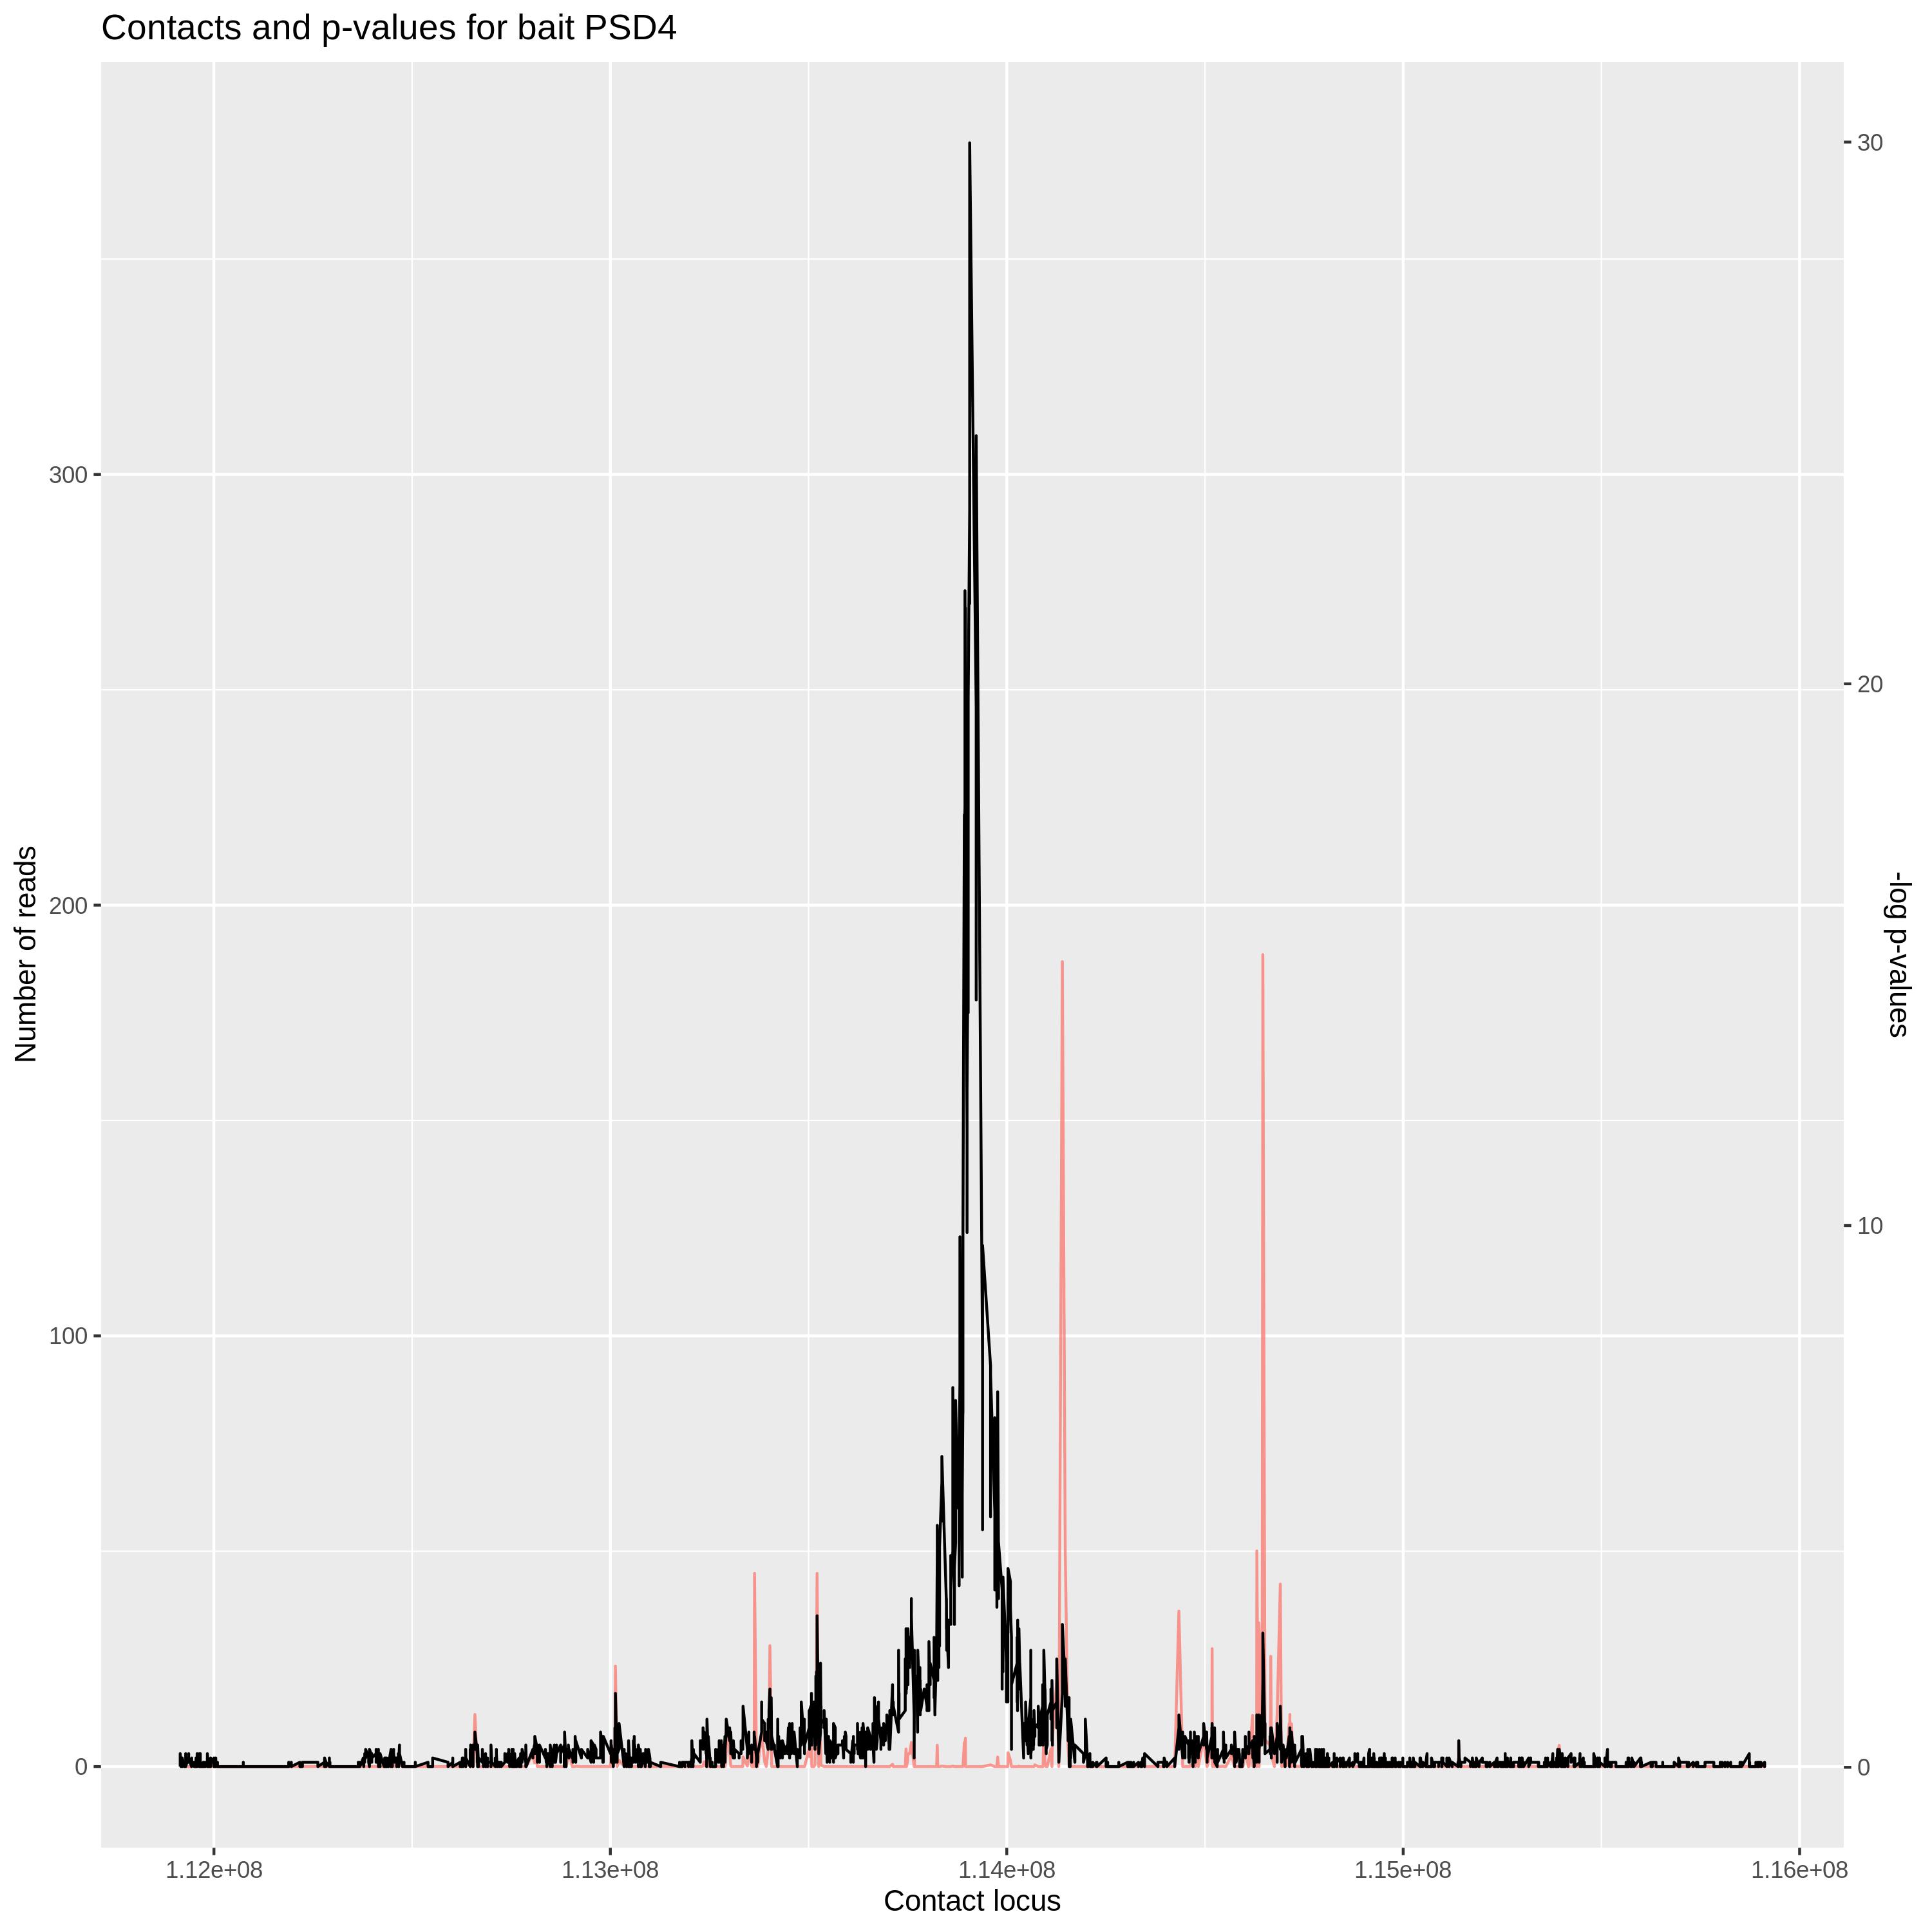 Contacts and p-values for bait PSD4
Number of reads
300
200
100
0
30
20
10
0
-log p-values
1.12e+08
1.13e+08
1.14e+08
1.15e+08
1.16e+08
Contact locus